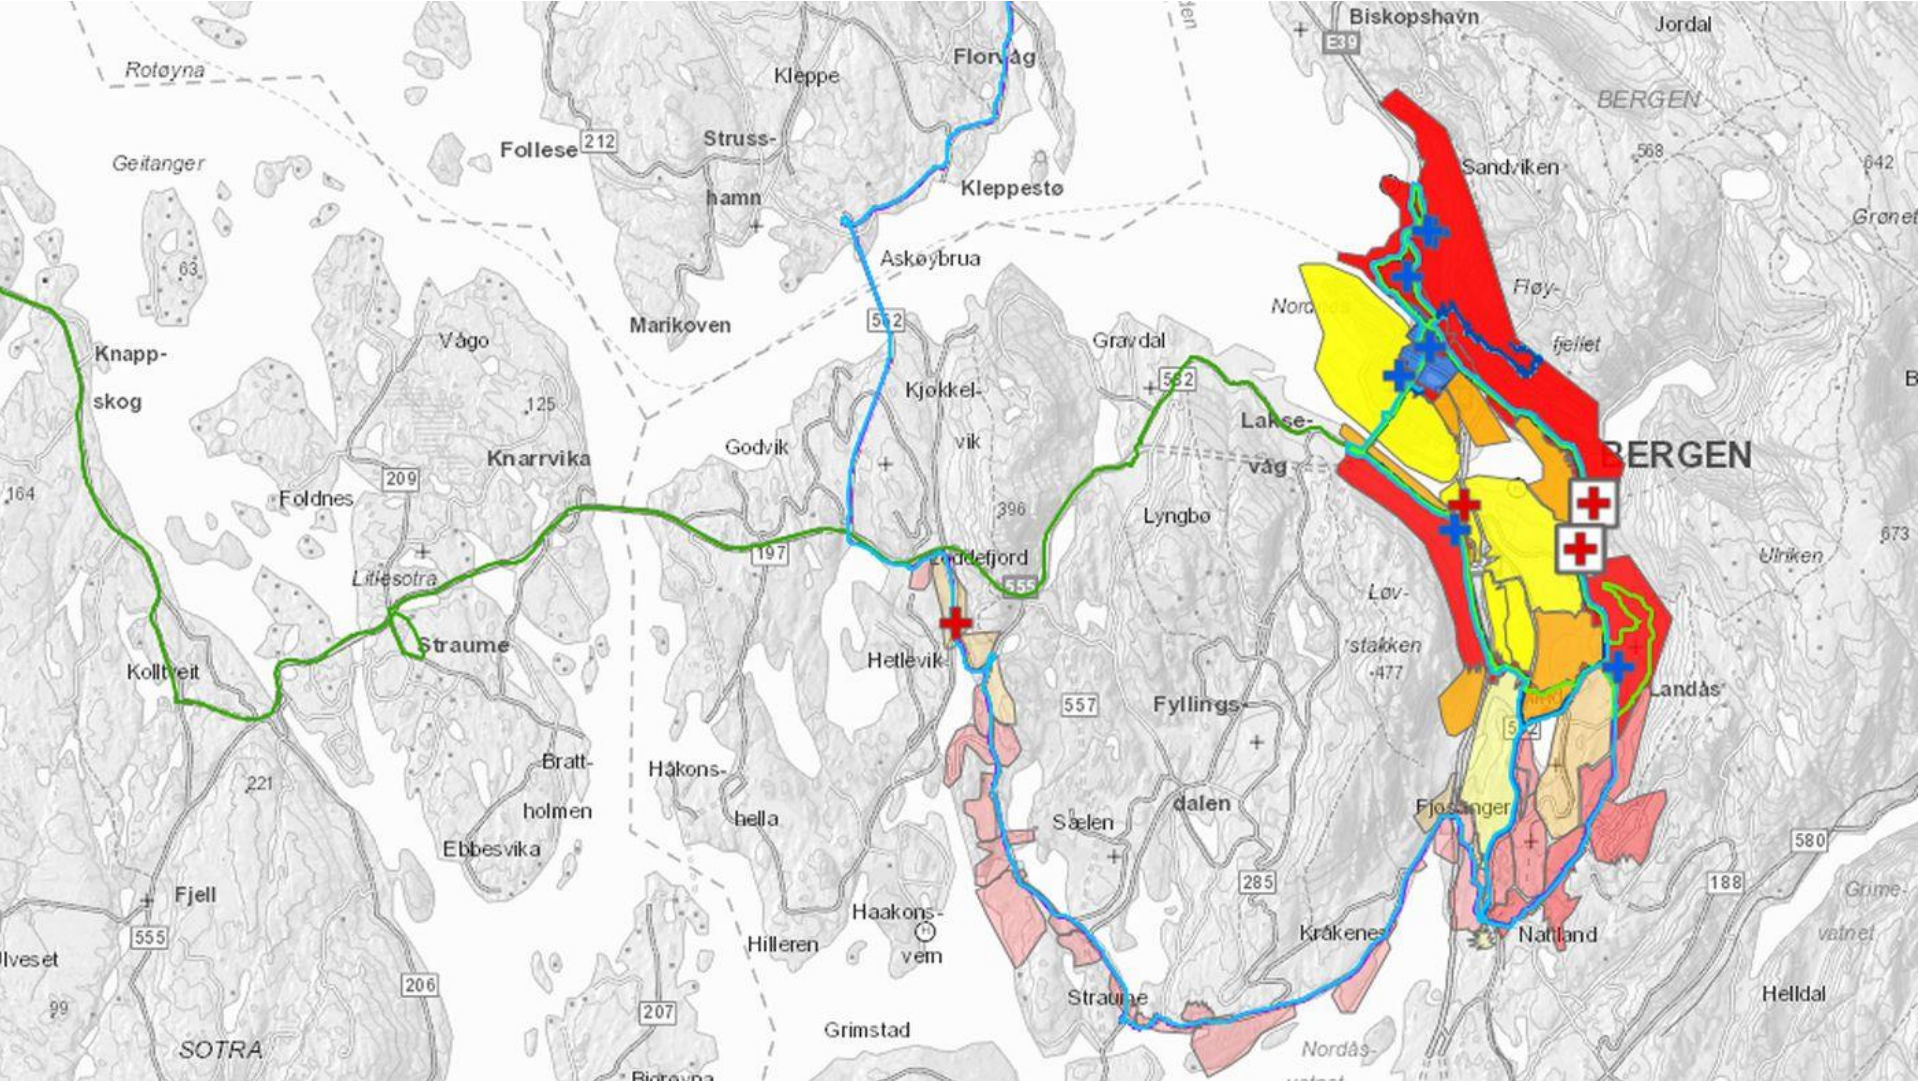 Biskopshavn
Jordal
E39
Florvåg
Rotøyna
Kleppe
BERGEN
Follese
212
Struss-
hamn
568
Sandviken
642
Geitanger
Kleppestø
Grønet
Askøybrua
63
Fløy-
fjellet
Nordnes
Marikoven
562
Vågo
Gravdal
Knapp-
skog
582
Kjøkkel-
vik
125
Lakse-
våg
Godvik
BERGEN
Knarrvika
209
164
Foldnes
396
Lyngbø
673
Ulriken
197
Loddefjord
Litlesotra
555
Løv-
stakken
477
Straume
Hetlevik
Kolltveit
Landås
557
Fyllings-
dalen
Bratt-
holmen
Håkons-
hella
221
Fjøsanger
Sælen
580
Ebbesvika
285
188
Fjell
Grime-
vatnet
Haakons-
vern
H
555
Hilleren
Kråkenes
Nattland
206
Straume
Helldal
99
207
Grimstad
SOTRA
Nordås-
vatnet